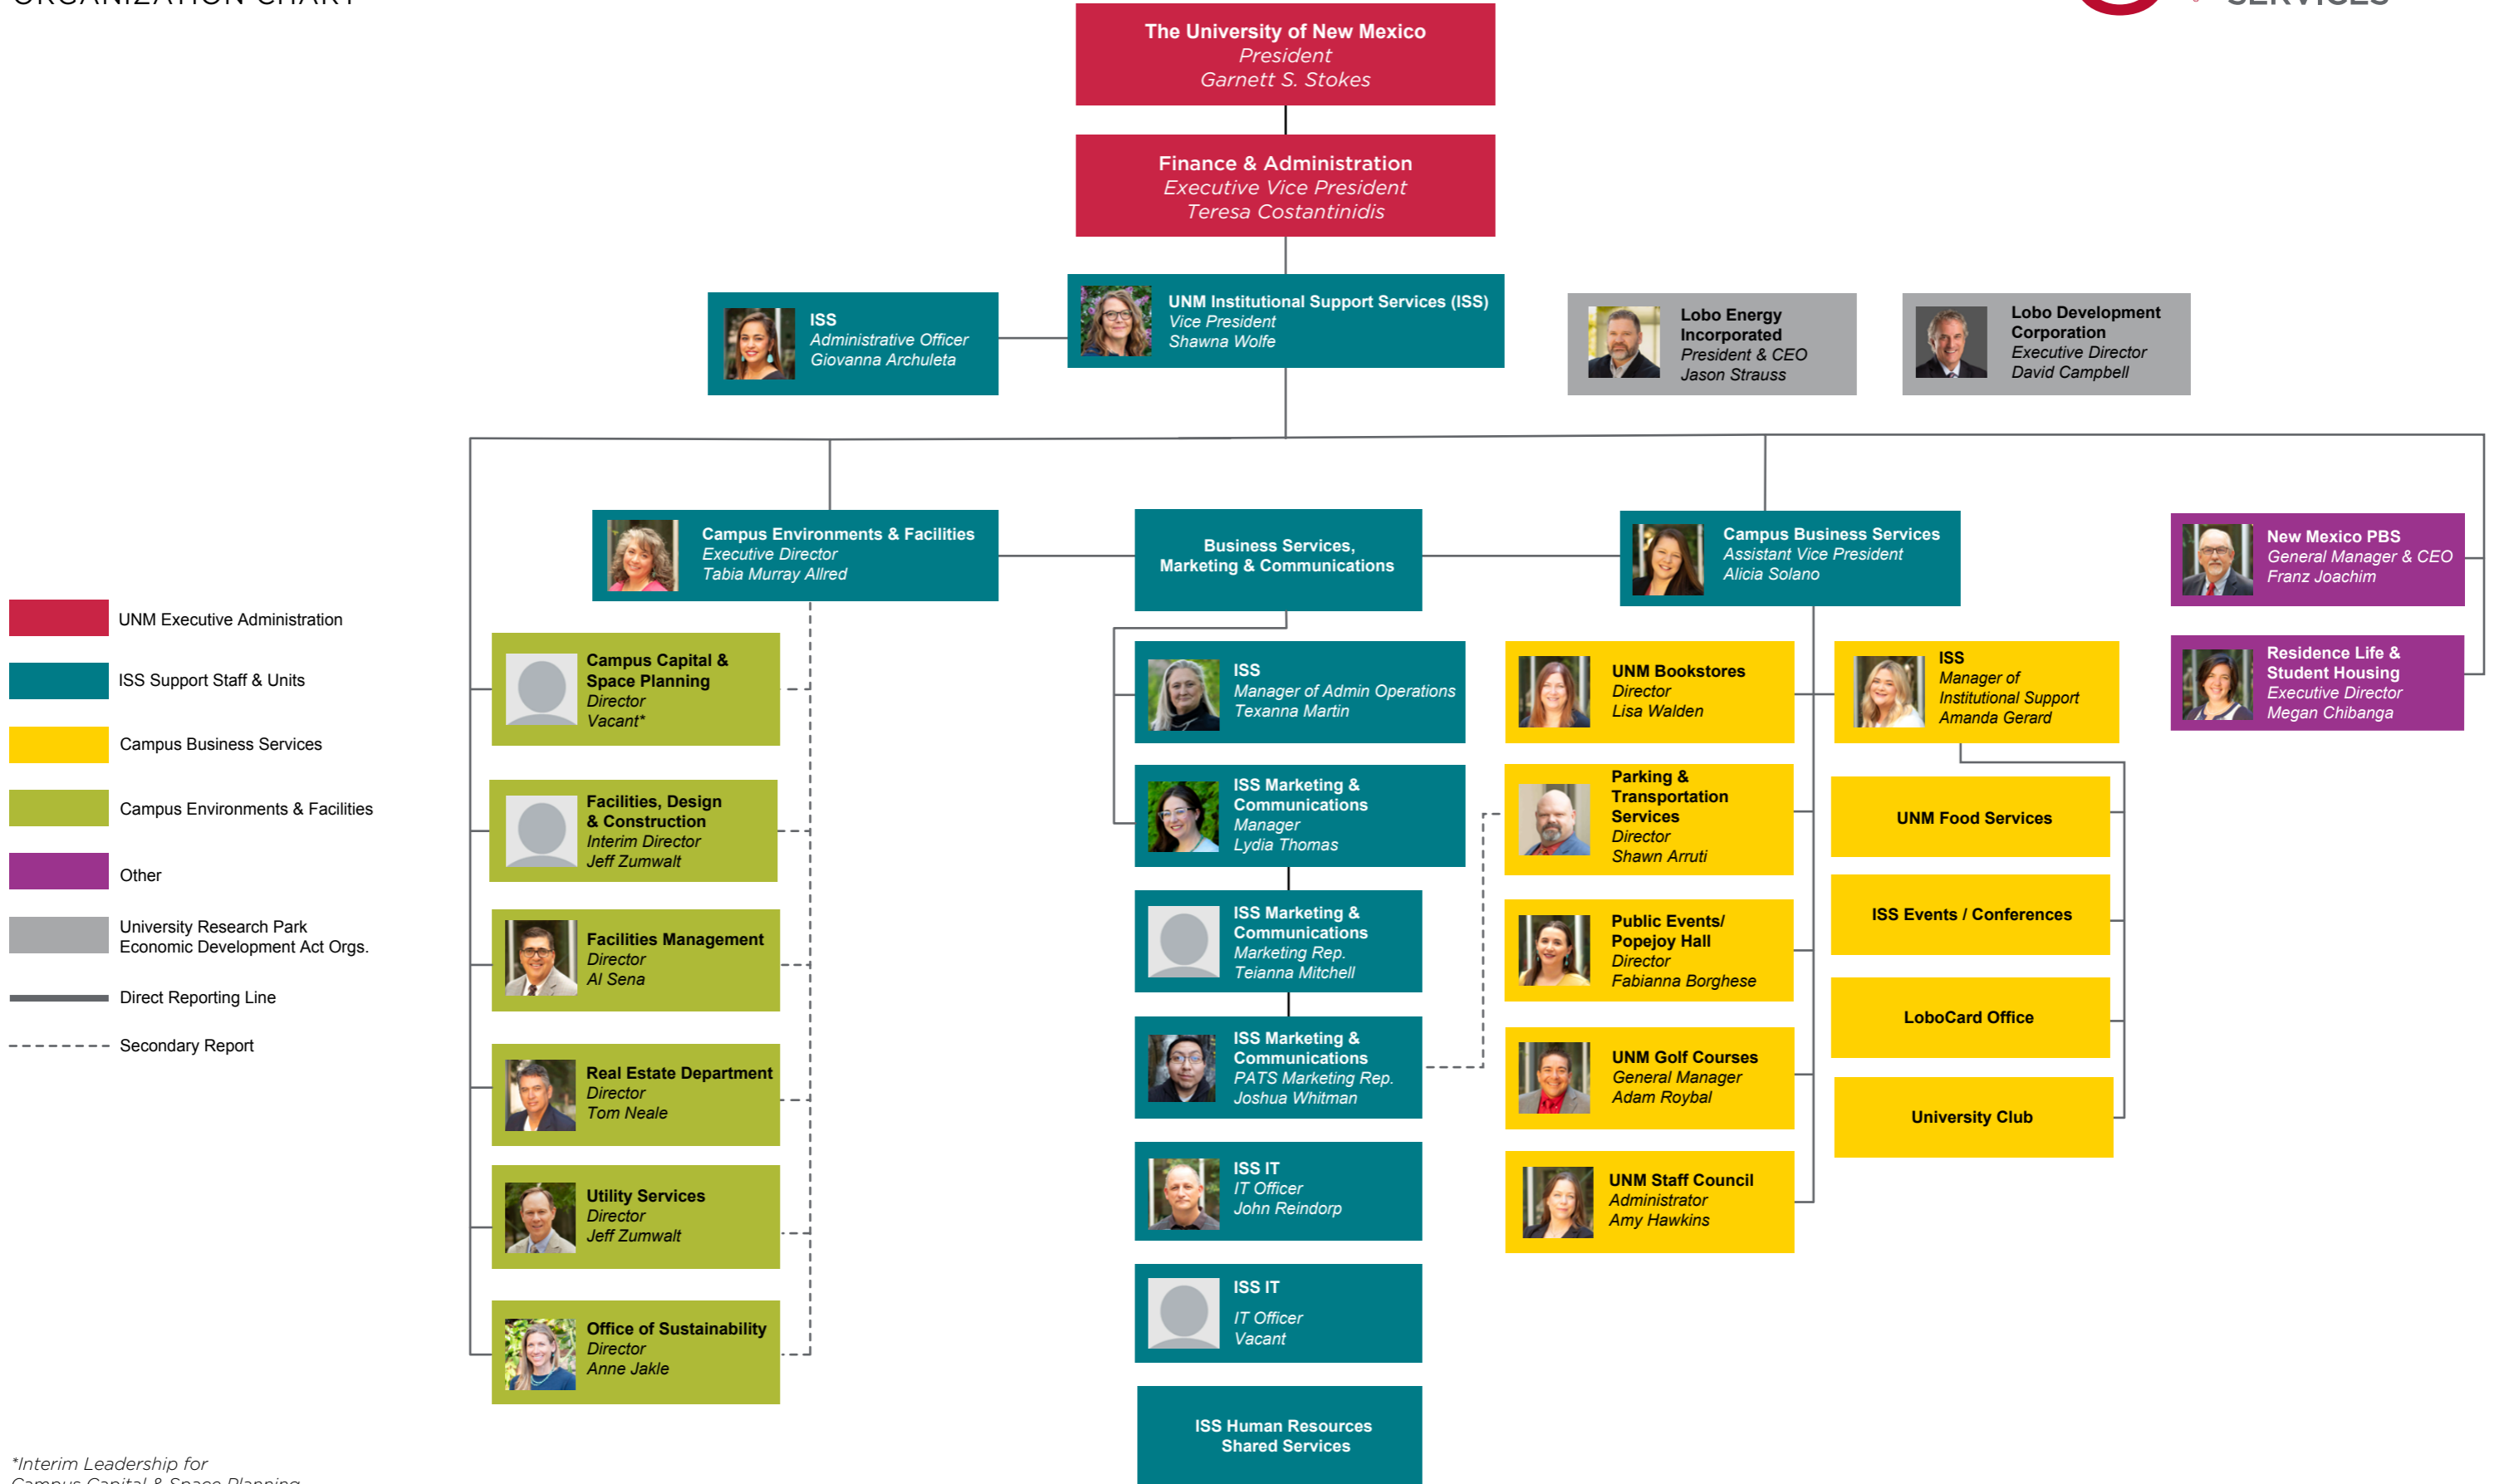 ORGANIZATION CHART
SERVICES
The University of New Mexico
President
Garnett S. Stokes
Finance & Administration
Executive Vice President
Teresa Costantinidis
ISS
Administrative Officer
Giovanna Archuleta
UNM Institutional Support Services (ISS)
Vice President
Shawna Wolfe
Lobo Energy
Incorporated
President & CEO
Jason Strauss
Lobo Development
Corporation
Executive Director
David Campbell
Campus Environments & Facilities
Executive Director
Tabia Murray Allred
Business Services,
Marketing & Communications
Campus Business Services
Assistant Vice President
Alicia Solano
New Mexico PBS
General Manager & CEO
Franz Joachim
Residence Life &
Student Housing
Executive Director
Megan Chibanga
UNM Executive Administration
ISS Support Staff & Units
Campus Business Services
Campus Environments & Facilities
Other
University Research Park
Economic Development Act Orgs.
Direct Reporting Line
Secondary Report
Campus Capital &
Space Planning
Director
Vacant*
Facilities, Design
& Construction
Interim Director
Jeff Zumwalt
Facilities Management
Director
Al Sena
Real Estate Department
Director
Tom Neale
Utility Services
Director
Jeff Zumwalt
Office of Sustainability
Director
Anne Jakle
ISS
Manager of Admin Operations
Texanna Martin
ISS Marketing &
Communications
Manager
Lydia Thomas
ISS Marketing &
Communications
Marketing Rep.
Teianna Mitchell
ISS Marketing &
Communications
PATS Marketing Rep.
Joshua Whitman
ISS IT
IT Officer
John Reindorp
ISS IT
IT Officer
Vacant
ISS Human Resources
Shared Services
UNM Bookstores
Director
Lisa Walden
Parking &
Transportation
Services
Director
Shawn Arruti
Public Events/
Popejoy Hall
Director
Fabianna Borghese
UNM Golf Courses
General Manager
Adam Roybal
UNM Staff Council
Administrator
Amy Hawkins
ISS
Manager of
Institutional Support
Amanda Gerard
UNM Food Services
ISS Events / Conferences
LoboCard Office
University Club
*Interim Leadership for
Campus Capital & Space Planning